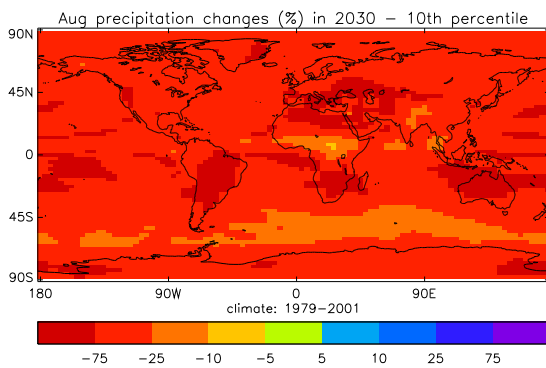 Aug precipitation changes (%) in 2030 – 10th percentile
90N
45N
0
45S
90S
180 90W 0 90E
climate: 1979–2001
−75 −25 −10 −5 5 10 25 75